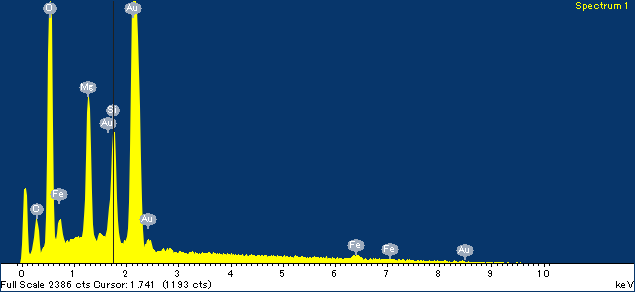 Spectrum 1
O Au
Mg
Si
Au
Fe
O Au
Fe Fe Au
0 1 2 3 4 5 6 7 8 9 10
Full Scale 2386 cts Cursor: 1.741 (1193 cts) keV